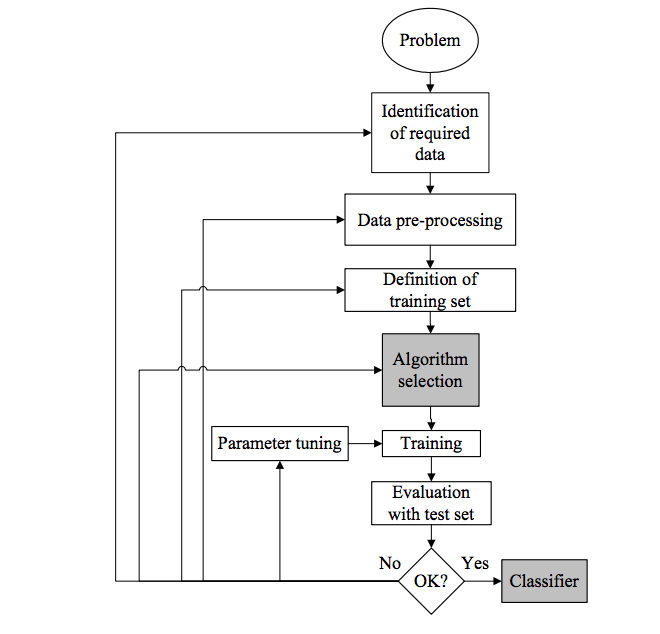 Problem
Identification
of required
data
Data pre-processing
Definition of
training set
Algorithm
selection
Parameter tuning
Training
Evaluation
with test set
No
Yes
OK?
Classifier